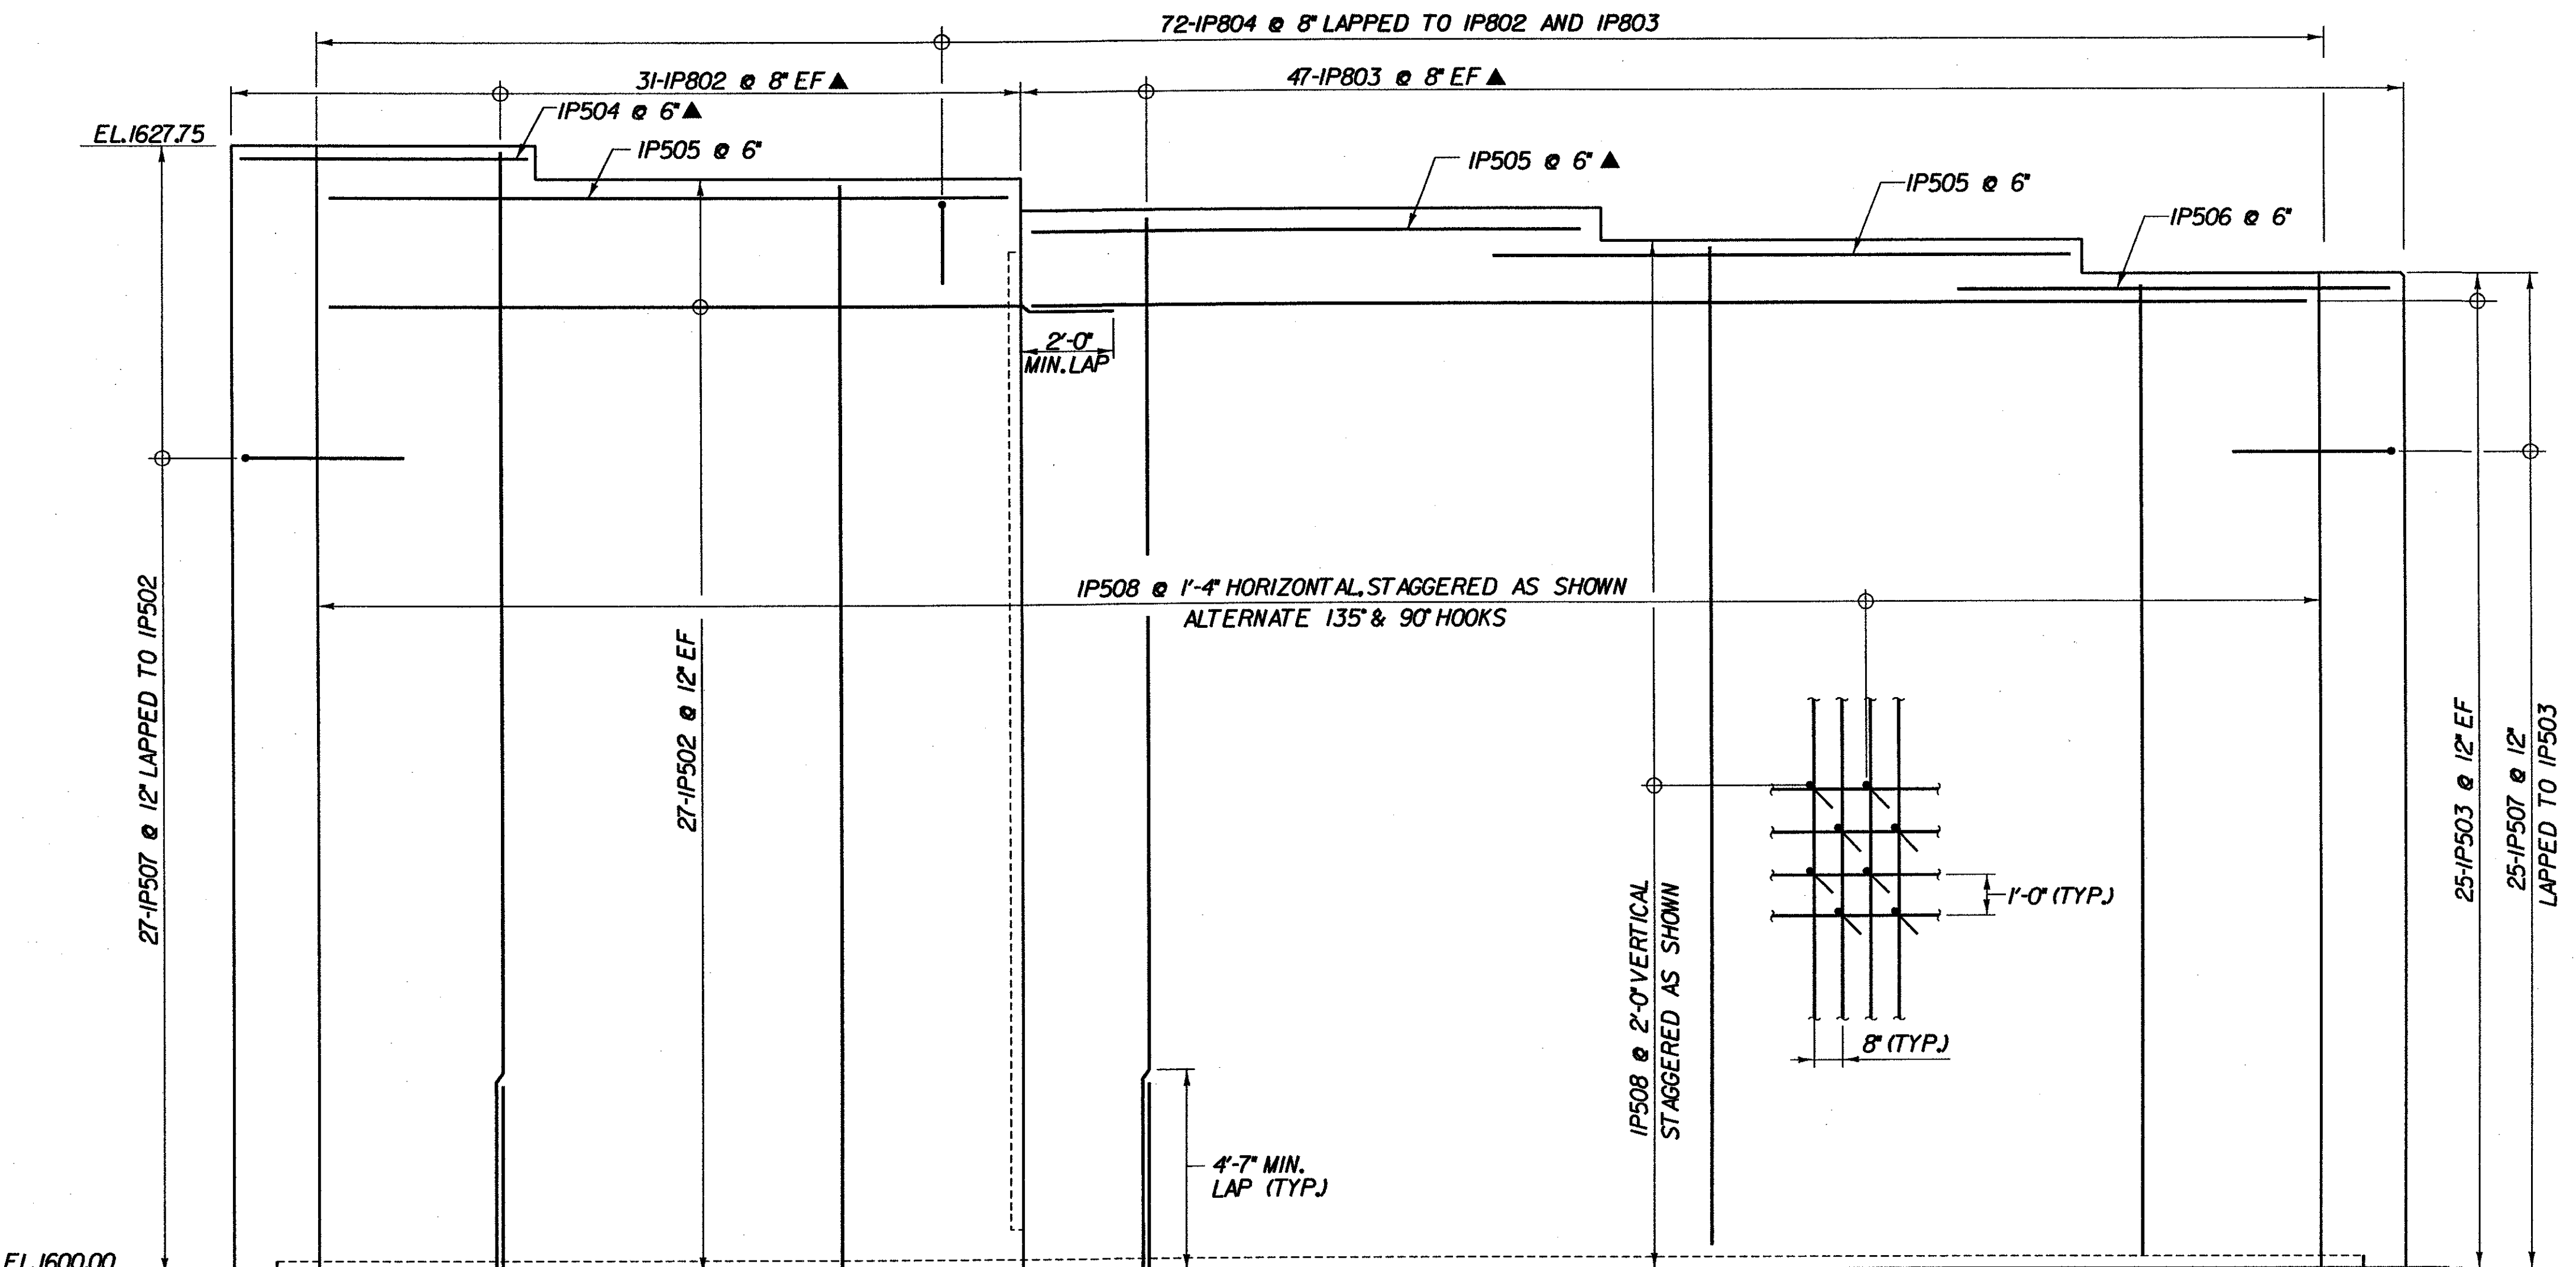 72-IP804 @ 8" LAPPED TO IP802 AND IP803
31-IP802 @ 8" EF▲
47-IP803 @ 8" EF▲
IP504 @ 6"▲
EL.1627.75
IP505 @ 6"
IP505 @ 6"▲
IP505 @ 6"
IP506 @ 6"
2'-0"
MIN. LAP
IP508 @ 1'-4" HORIZONTAL, STAGGERED AS SHOWN
ALTERNATE 135° & 90° HOOKS
27-IP507 @ 12" LAPPED TO IP502
27-IP502 @ 12" EF
IP508 @ 2'-0" VERTICAL
STAGGERED AS SHOWN
1'-0" (TYP.)
8" (TYP.)
25-IP503 @ 12" EF
25-IP507 @ 12"
LAPPED TO IP503
4'-7" MIN.
LAP (TYP.)
EL.1600.00